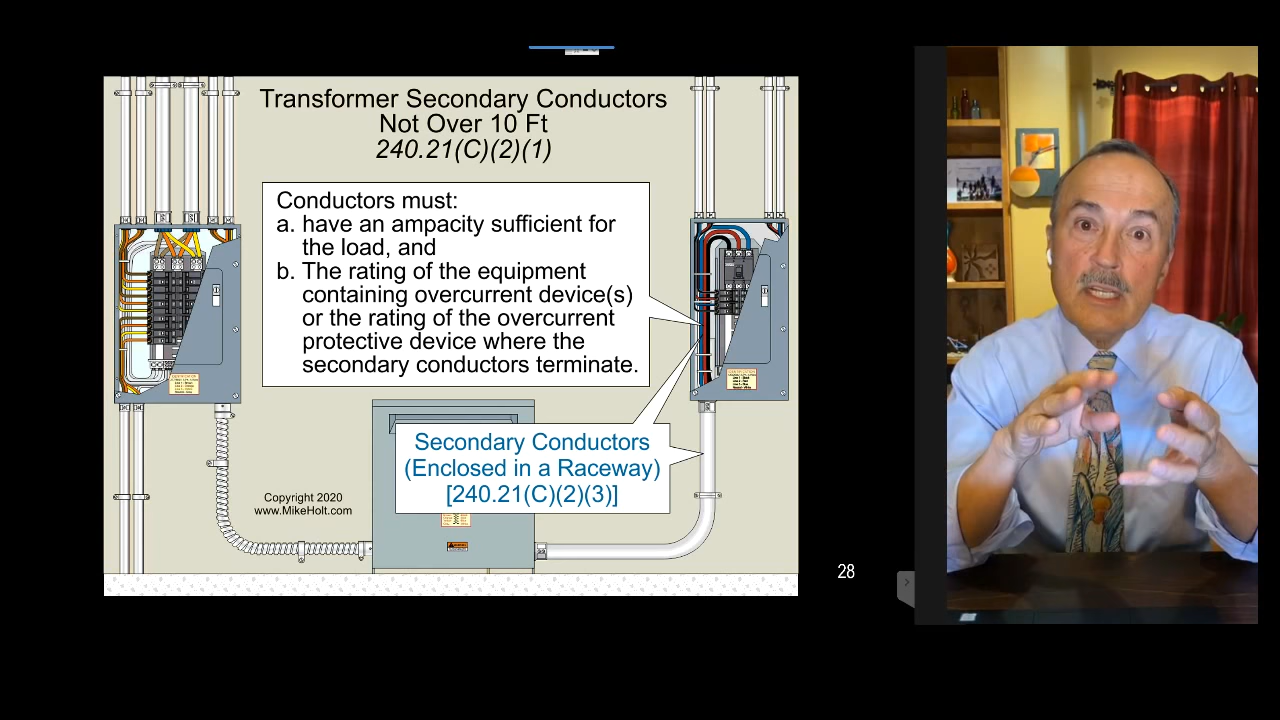 Transformer Secondary Conductors
Not Over 10 Ft
240.21(C)(2)(1)
Conductors must:
a. have an ampacity sufficient for
the load, and
b. The rating of the equipment
containing overcurrent device(s)
or the rating of the overcurrent
protective device where the
secondary conductors terminate.
Secondary Conductors
(Enclosed in a Raceway)
[240.21(C)(2)(3)]
Copyright 2020
www.MikeHolt.com
28